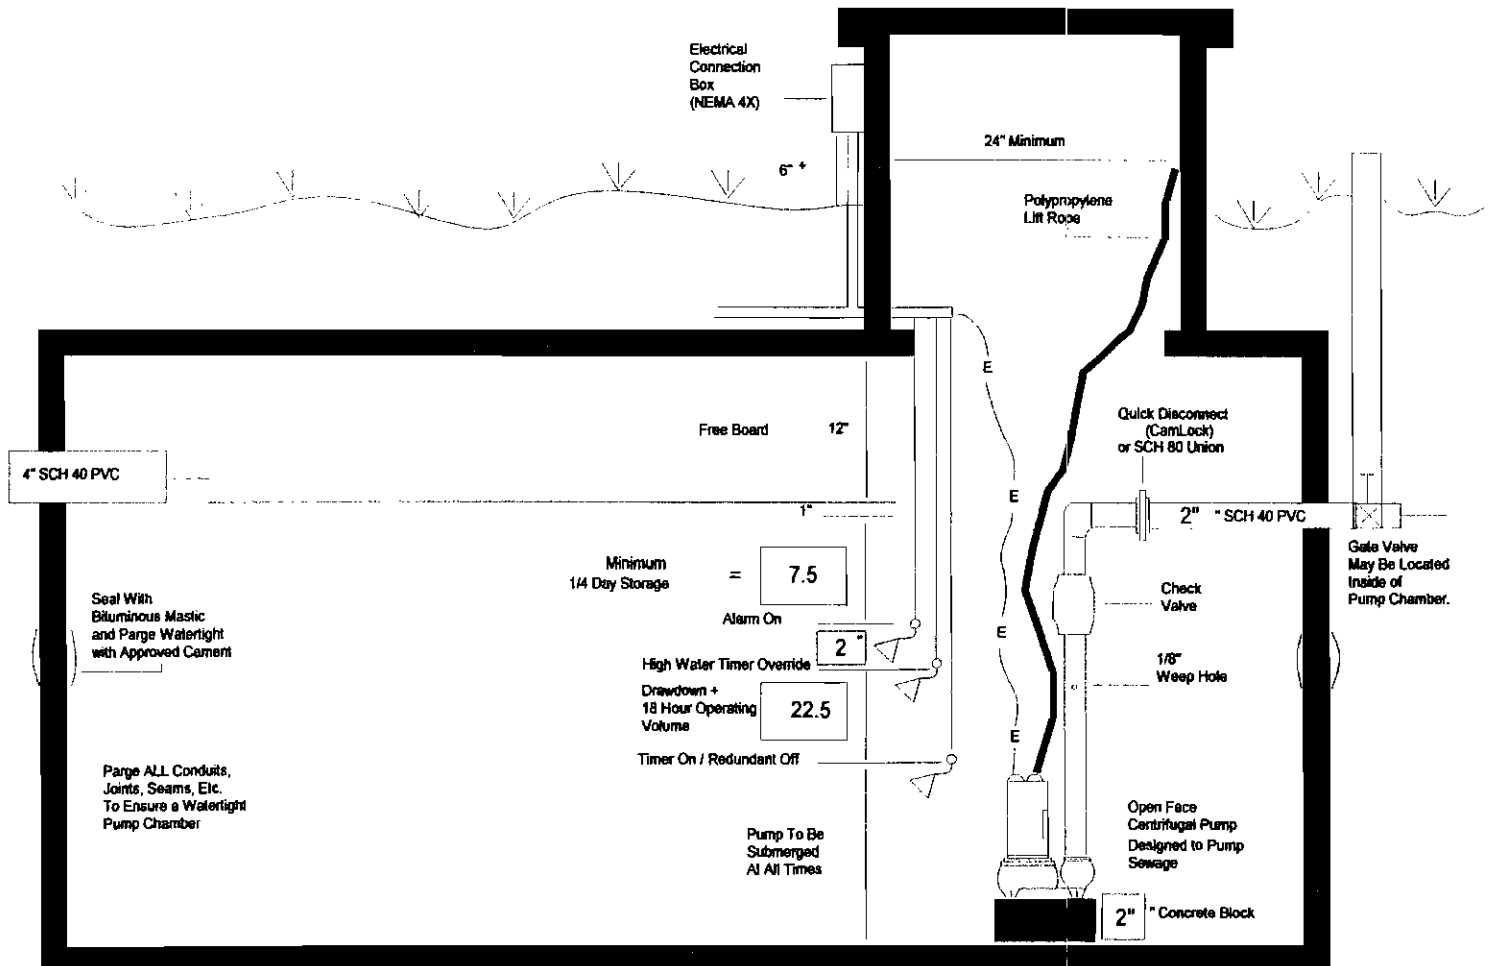 Electrical
Connection
Box
(NEMA 4X)
24" Minimum
6" +
Polypropylene
Lift Rope
E
Free Board 12"
Quick Disconnect
(CamLock)
or SCH 80 Union
4" SCH 40 PVC
E
1"
2" " SCH 40 PVC
Gate Valve
May Be Located
Inside of
Pump Chamber.
Minimum
1/4 Day Storage = 7.5
Check
Valve
Seal With
Bituminous Mastic
and Parge Watertight
with Approved Cement
Alarm On
E
2 "
High Water Timer Override
1/8"
Weep Hole
Drawdown +
18 Hour Operating
Volume
22.5
E
Timer On / Redundant Off
Parge ALL Conduits,
Joints, Seams, Etc.
To Ensure a Watertight
Pump Chamber
Pump To Be
Submerged
At All Times
Open Face
Centrifugal Pump
Designed to Pump
Sewage
2" " Concrete Block